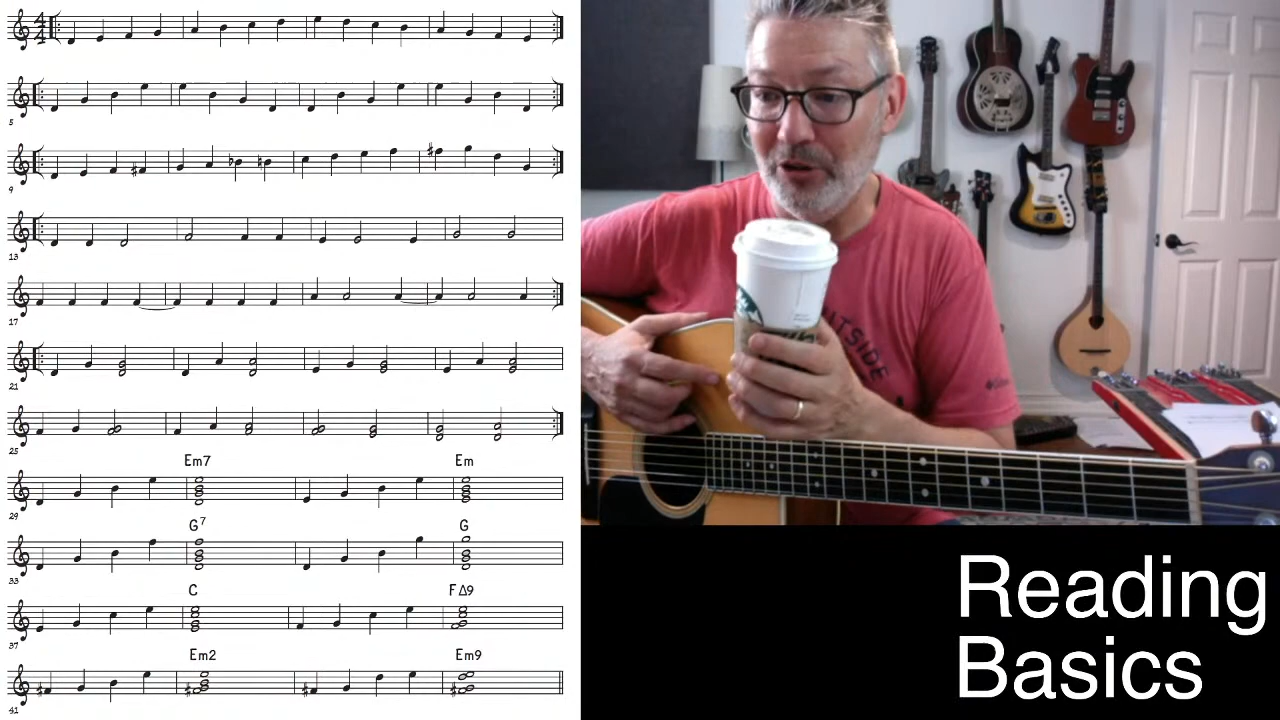 4
4
5
9
13
17
21
25
Em7 Em
29
G7 G
33
C FΔ9
37
Em2 Em9
41
UTSIDE
Reading
Basics